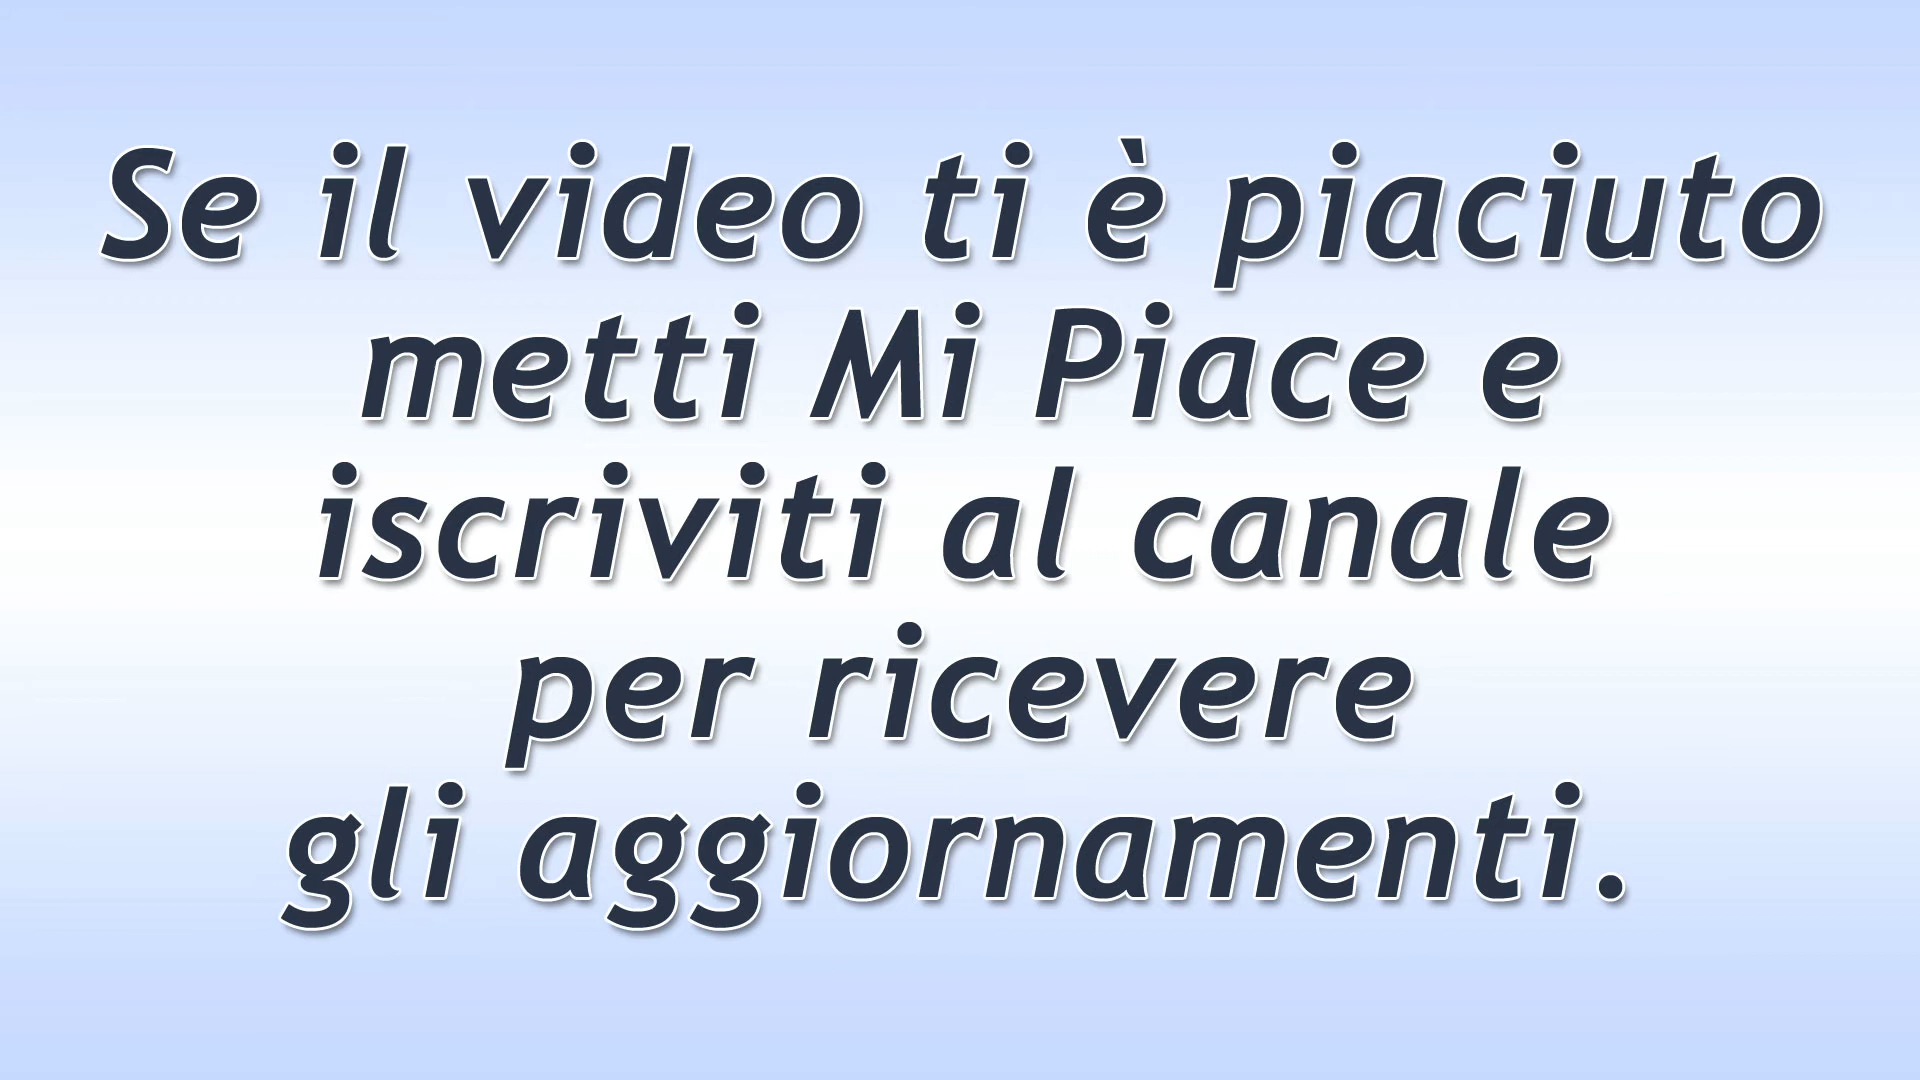 Se il video ti è piaciuto
metti Mi Piace e
iscriviti al canale
per ricevere
gli aggiornamenti.